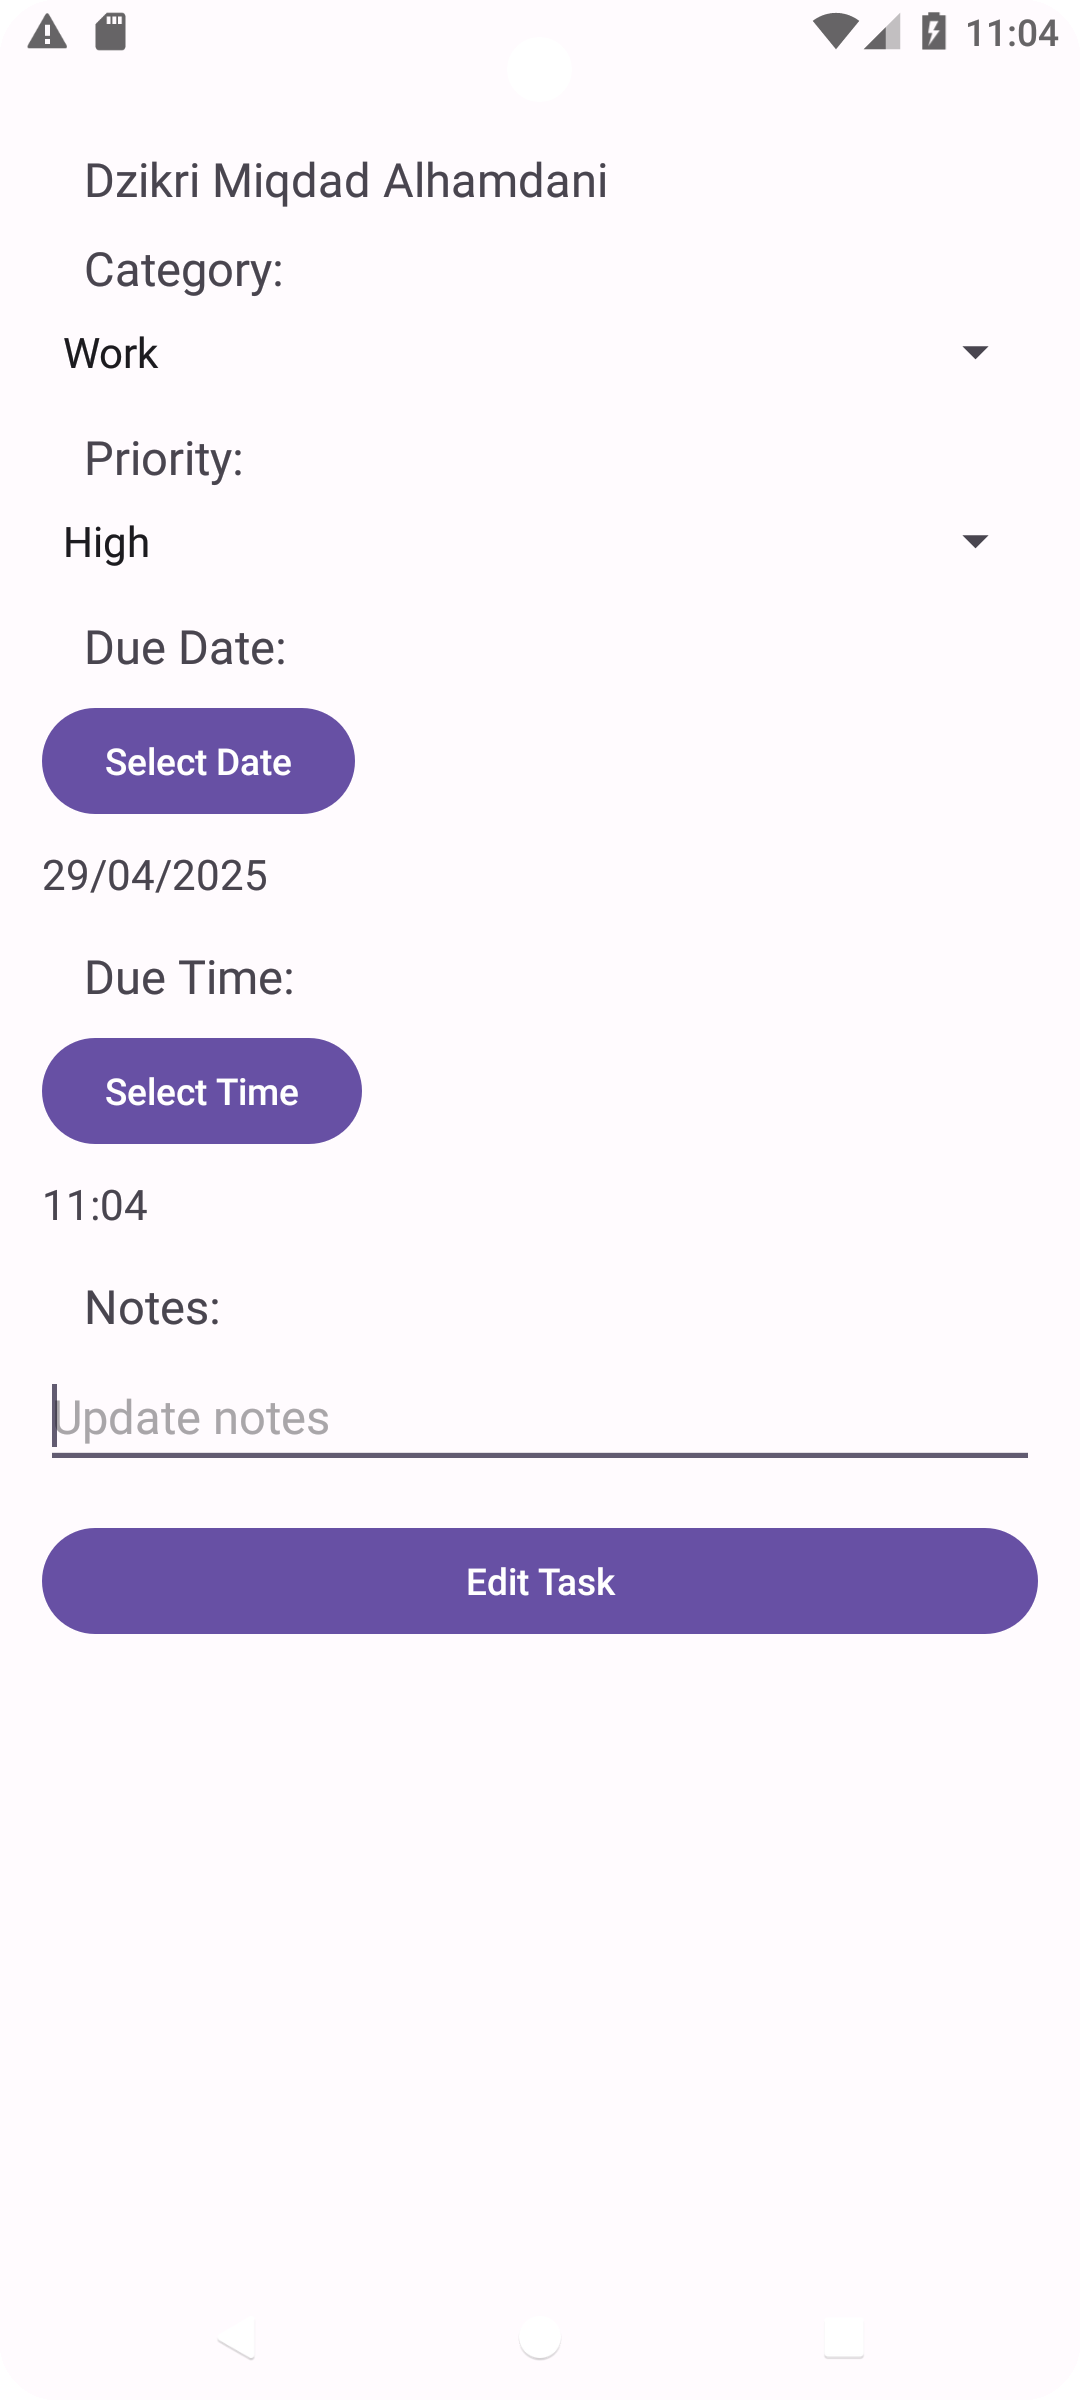 11:04
Dzikri Miqdad Alhamdani
Category:
Work
Priority:
High
Due Date:
Select Date
29/04/2025
Due Time:
Select Time
11:04
Notes:
Update notes
Edit Task